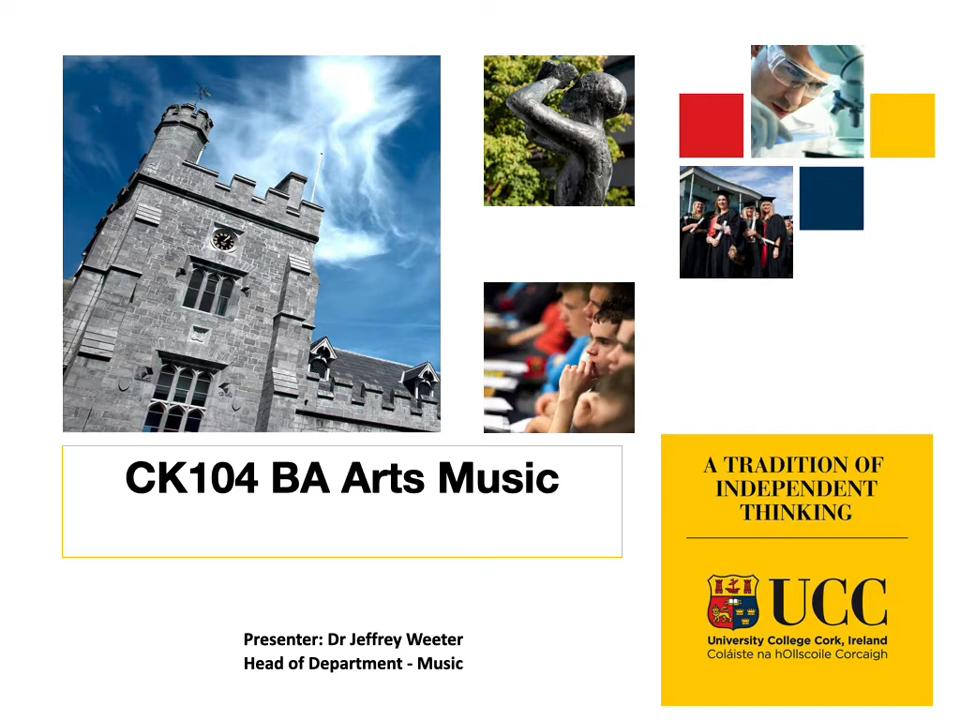 CK104 BA Arts Music
A TRADITION OF
INDEPENDENT
THINKING
UCC
University College Cork, Ireland
Coláiste na hOllscoile Corcaigh
Presenter: Dr Jeffrey Weeter
Head of Department - Music